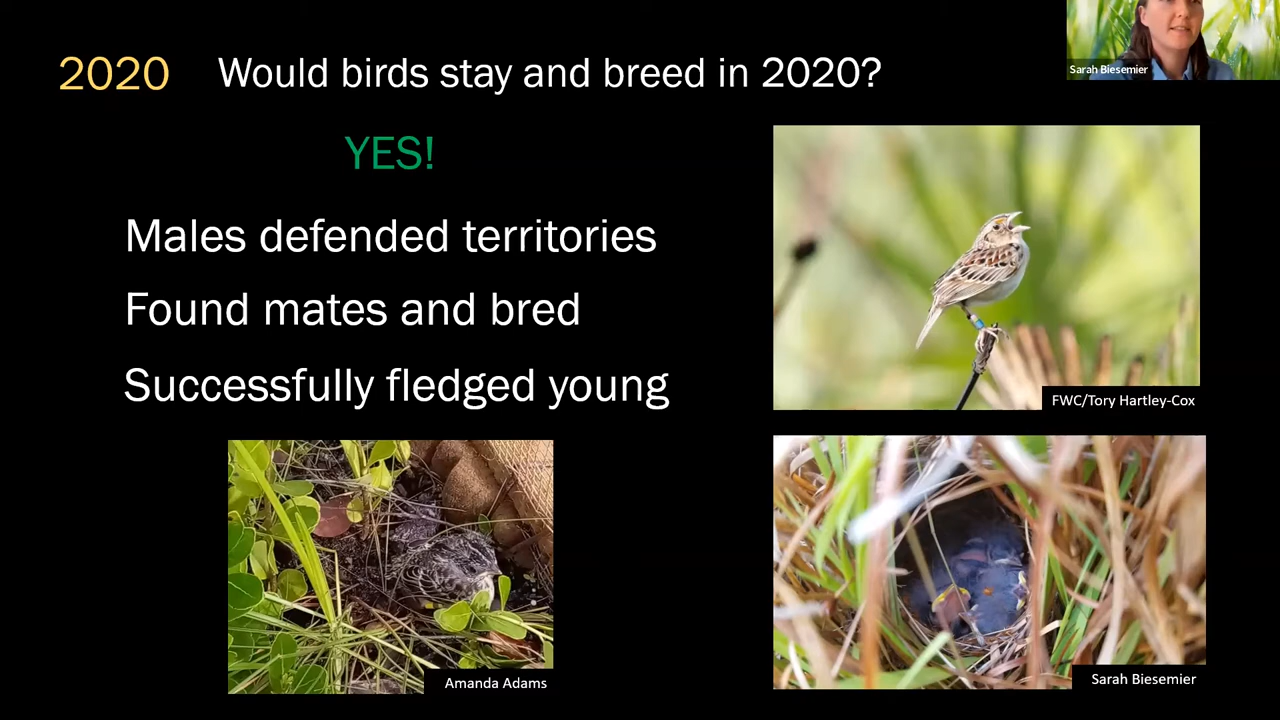 2020 Would birds stay and breed in 2020?
Sarah Biesemier
YES!
Males defended territories
Found mates and bred
Successfully fledged young
FWC/Tory Hartley-Cox
Amanda Adams
Sarah Biesemier